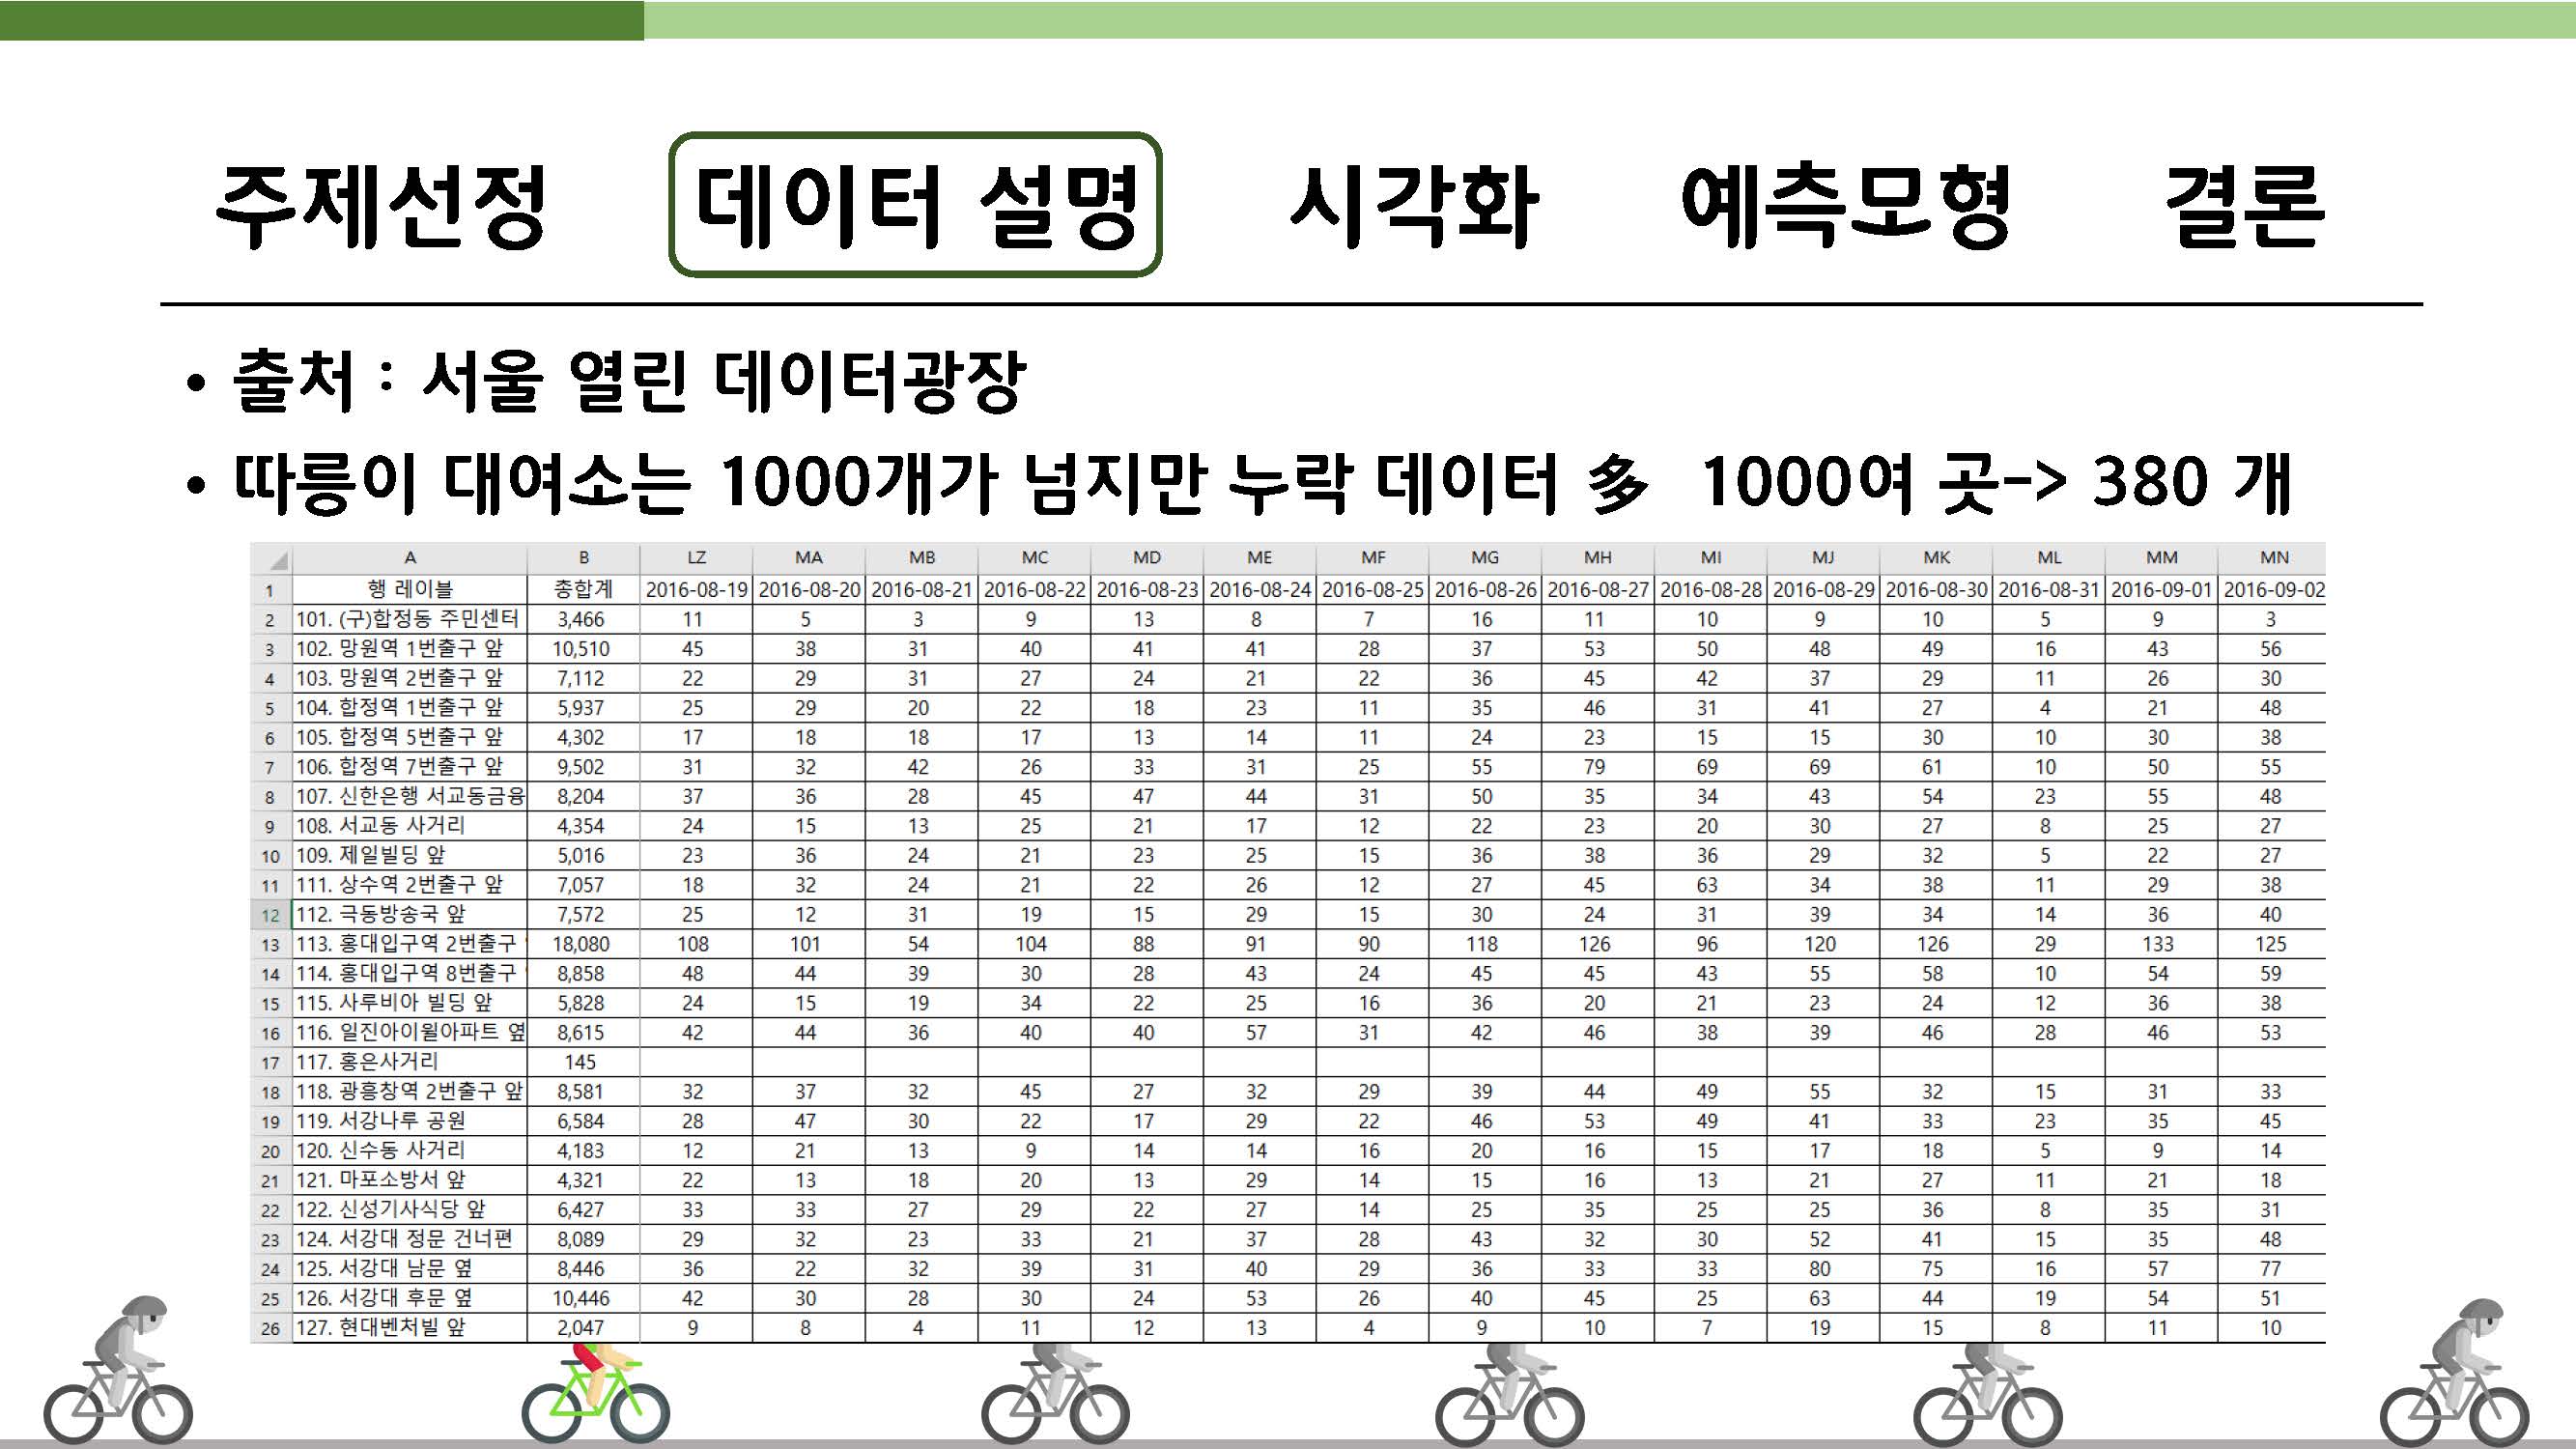 주제선정 데이터 설명 시각화 예측모형 결론
• 출처 : 서울 열린 데이터광장
• 따릉이 대여소는 1000개가 넘지만 누락 데이터 多 1000여 곳-> 380 개
A B LZ MA MB MC MD ME MF MG MH MI MJ MK ML MM MN
1 행 레이블 총합계 2016-08-19 2016-08-20 2016-08-21 2016-08-22 2016-08-23 2016-08-24 2016-08-25 2016-08-26 2016-08-27 2016-08-28 2016-08-29 2016-08-30 2016-08-31 2016-09-01 2016-09-02
2 101. (구)합정동 주민센터 3,466 11 5 3 9 13 8 7 16 11 10 9 10 5 9 3
3 102. 망원역 1번출구 앞 10,510 45 38 31 40 41 41 28 37 53 50 48 49 16 43 56
4 103. 망원역 2번출구 앞 7,112 22 29 31 27 24 21 22 36 45 42 37 29 11 26 30
5 104. 합정역 1번출구 앞 5,937 25 29 20 22 18 23 11 35 46 31 41 27 4 21 48
6 105. 합정역 5번출구 앞 4,302 17 18 18 17 13 14 11 24 23 15 15 30 10 30 38
7 106. 합정역 7번출구 앞 9,502 31 32 42 26 33 31 25 55 79 69 69 61 10 50 55
8 107. 신한은행 서교동금융 8,204 37 36 28 45 47 44 31 50 35 34 43 54 23 55 48
9 108. 서교동 사거리 4,354 24 15 13 25 21 17 12 22 23 20 30 27 8 25 27
10 109. 제일빌딩 앞 5,016 23 36 24 21 23 25 15 36 38 36 29 32 5 22 27
11 111. 상수역 2번출구 앞 7,057 18 32 24 21 22 26 12 27 45 63 34 38 11 29 38
12 112. 극동방송국 앞 7,572 25 12 31 19 15 29 15 30 24 31 39 34 14 36 40
13 113. 홍대입구역 2번출구 18,080 108 101 54 104 88 91 90 118 126 96 120 126 29 133 125
14 114. 홍대입구역 8번출구 8,858 48 44 39 30 28 43 24 45 45 43 55 58 10 54 59
15 115. 사루비아 빌딩 앞 5,828 24 15 19 34 22 25 16 36 20 21 23 24 12 36 38
16 116. 일진아이윌아파트 옆 8,615 42 44 36 40 40 57 31 42 46 38 39 46 28 46 53
17 117. 홍은사거리 145
18 118. 광흥창역 2번출구 앞 8,581 32 37 32 45 27 32 29 39 44 49 55 32 15 31 33
19 119. 서강나루 공원 6,584 28 47 30 22 17 29 22 46 53 49 41 33 23 35 45
20 120. 신수동 사거리 4,183 12 21 13 9 14 14 16 20 16 15 17 18 5 9 14
21 121. 마포소방서 앞 4,321 22 13 18 20 13 29 14 15 16 13 21 27 11 21 18
22 122. 신성기사식당 앞 6,427 33 33 27 29 22 27 14 25 35 25 25 36 8 35 31
23 124. 서강대 정문 건너편 8,089 29 32 23 33 21 37 28 43 32 30 52 41 15 35 48
24 125. 서강대 남문 옆 8,446 36 22 32 39 31 40 29 36 33 33 80 75 16 57 77
25 126. 서강대 후문 옆 10,446 42 30 28 30 24 53 26 40 45 25 63 44 19 54 51
26 127. 현대벤처빌 앞 2,047 9 8 4 11 12 13 4 9 10 7 19 15 8 11 10